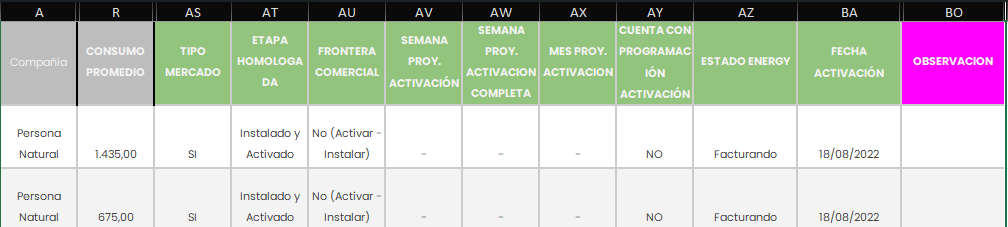 A R AS AT AU AV AW AX AY AZ BA BO
Compañía
CONSUMO
PROMEDIO
TIPO
MERCADO
ETAPA
HOMOLOGA
DA
FRONTERA
COMERCIAL
SEMANA
PROY.
ACTIVACIÓN
SEMANA
PROY.
ACTIVACION
COMPLETA
MES PROY.
ACTIVACION
CUENTA CON
PROGRAMAC
IÓN
ACTIVACIÓN
ESTADO ENERGY
FECHA
ACTIVACIÓN
OBSERVACION
Persona
Natural
1.435,00
SI
Instalado y
Activado
No (Activar -
Instalar)
-
-
-
NO
Facturando
18/08/2022
Persona
Natural
675,00
SI
Instalado y
Activado
No (Activar -
Instalar)
-
-
-
NO
Facturando
18/08/2022